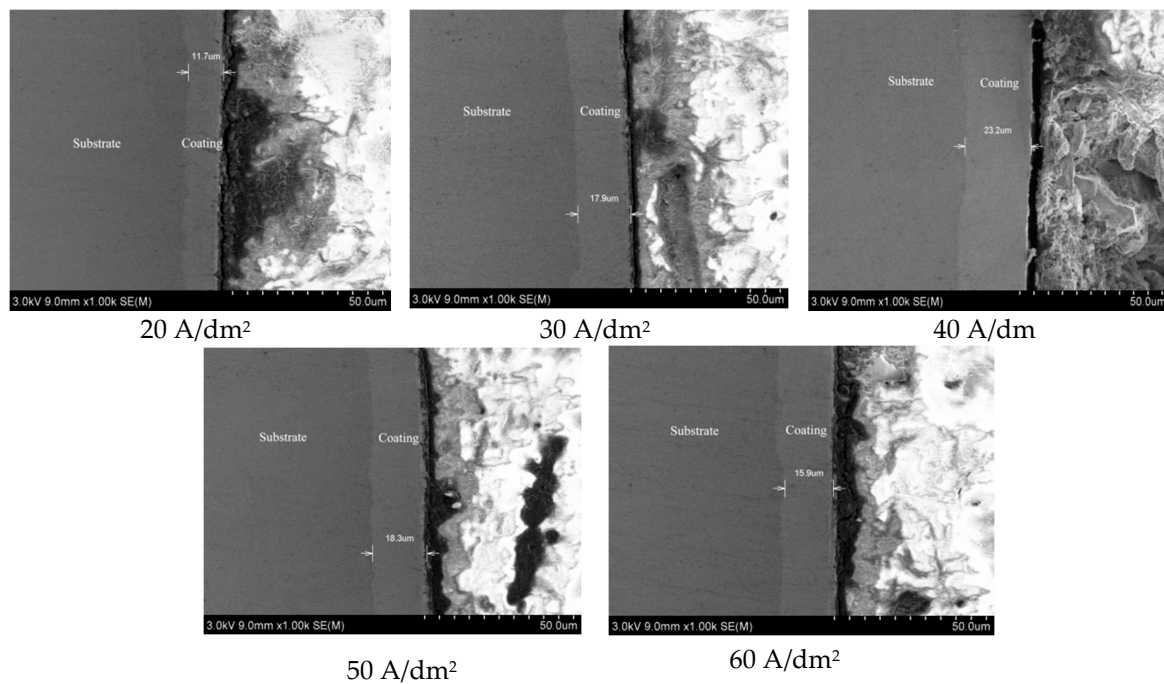 11.7um
Substrate
Coating
3.0kV 9.0mm x1.00k SE(M)
50.0um
20 A/dm²
Substrate
Coating
17.9um
3.0kV 9.0mm x1.00k SE(M)
50.0um
30 A/dm²
Substrate
Coating
23.2um
3.0kV 9.0mm x1.00k SE(M)
50.0um
40 A/dm
Substrate
Coating
18.3um
3.0kV 9.0mm x1.00k SE(M)
50.0um
50 A/dm²
Substrate
Coating
15.9um
3.0kV 9.0mm x1.00k SE(M)
50.0um
60 A/dm²